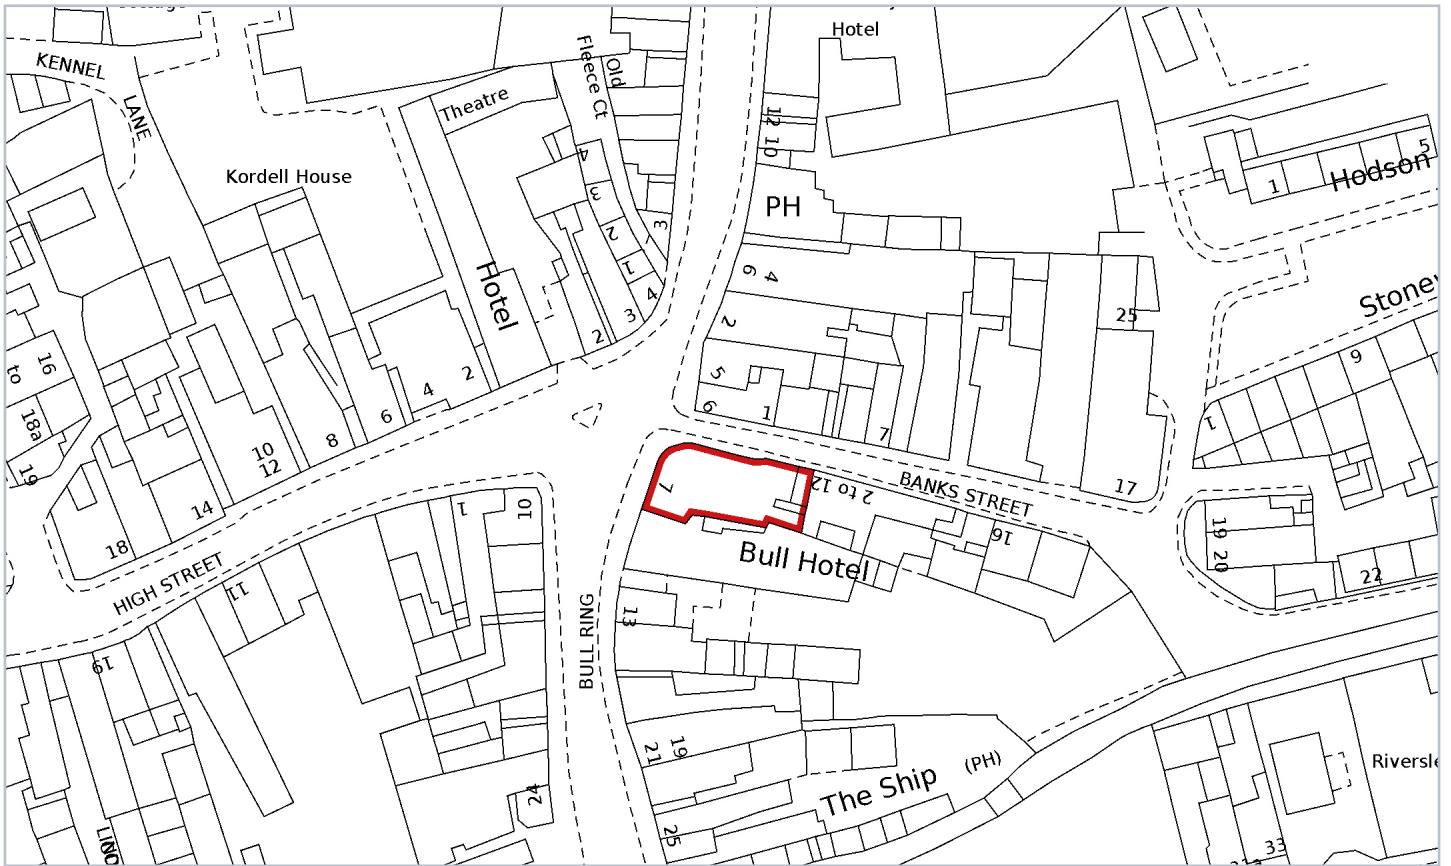 Hotel
KENNEL
LANE
Theatre
Old
Fleece Ct
Kordell House
4
3
2
1
3
4
3
2
12
10
PH
6
4
2
5
6
1
7
5
1
Hodson
25
Stone
9
1
Hotel
16
to
18a
19
2
4
6
8
10
12
14
18
HIGH STREET
11
19
1
10
24
7
2 to 12
BANKS STREET
17
16
Bull Hotel
19
20
22
BULL RING
13
19
21
25
The Ship
(PH)
Riversle
33